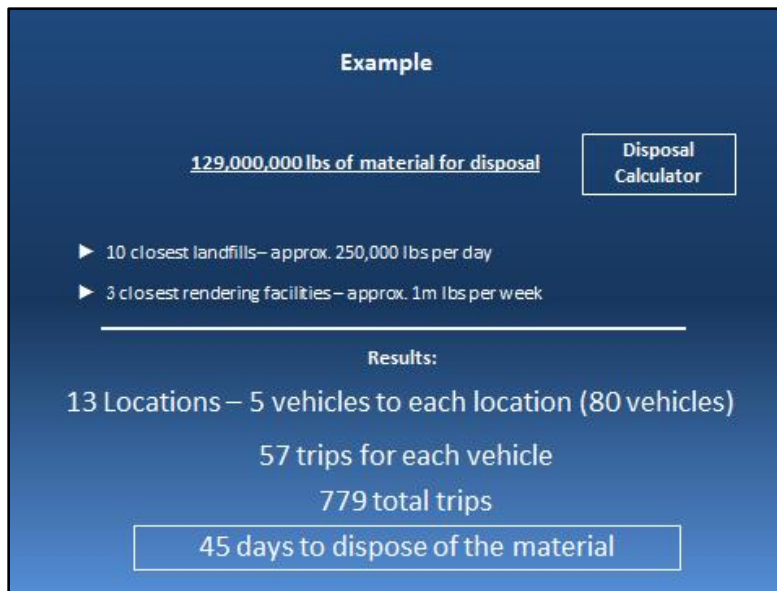 Example
129,000,000 lbs of material for disposal
Disposal
Calculator
► 10 closest landfills– approx. 250,000 lbs per day
► 3 closest rendering facilities – approx. 1m lbs per week
Results:
13 Locations – 5 vehicles to each location (80 vehicles)
57 trips for each vehicle
779 total trips
45 days to dispose of the material